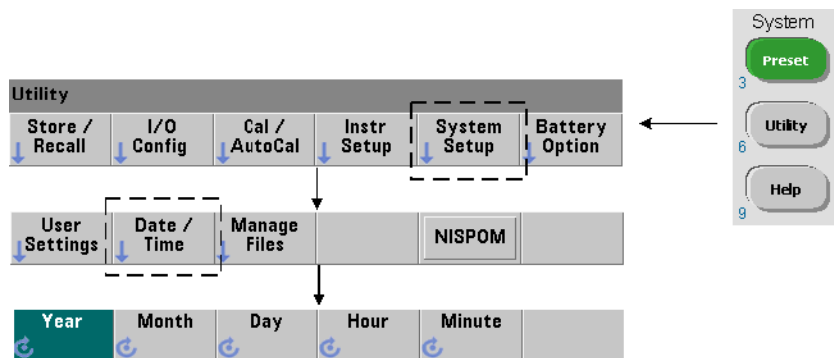 System
Preset
3
Utility
6
Help
9
Utility
Store /
Recall
I/O
Config
Cal /
AutoCal
Instr
Setup
System
Setup
Battery
Option
User
Settings
Date /
Time
Manage
Files
NISPOM
Year
Month
Day
Hour
Minute